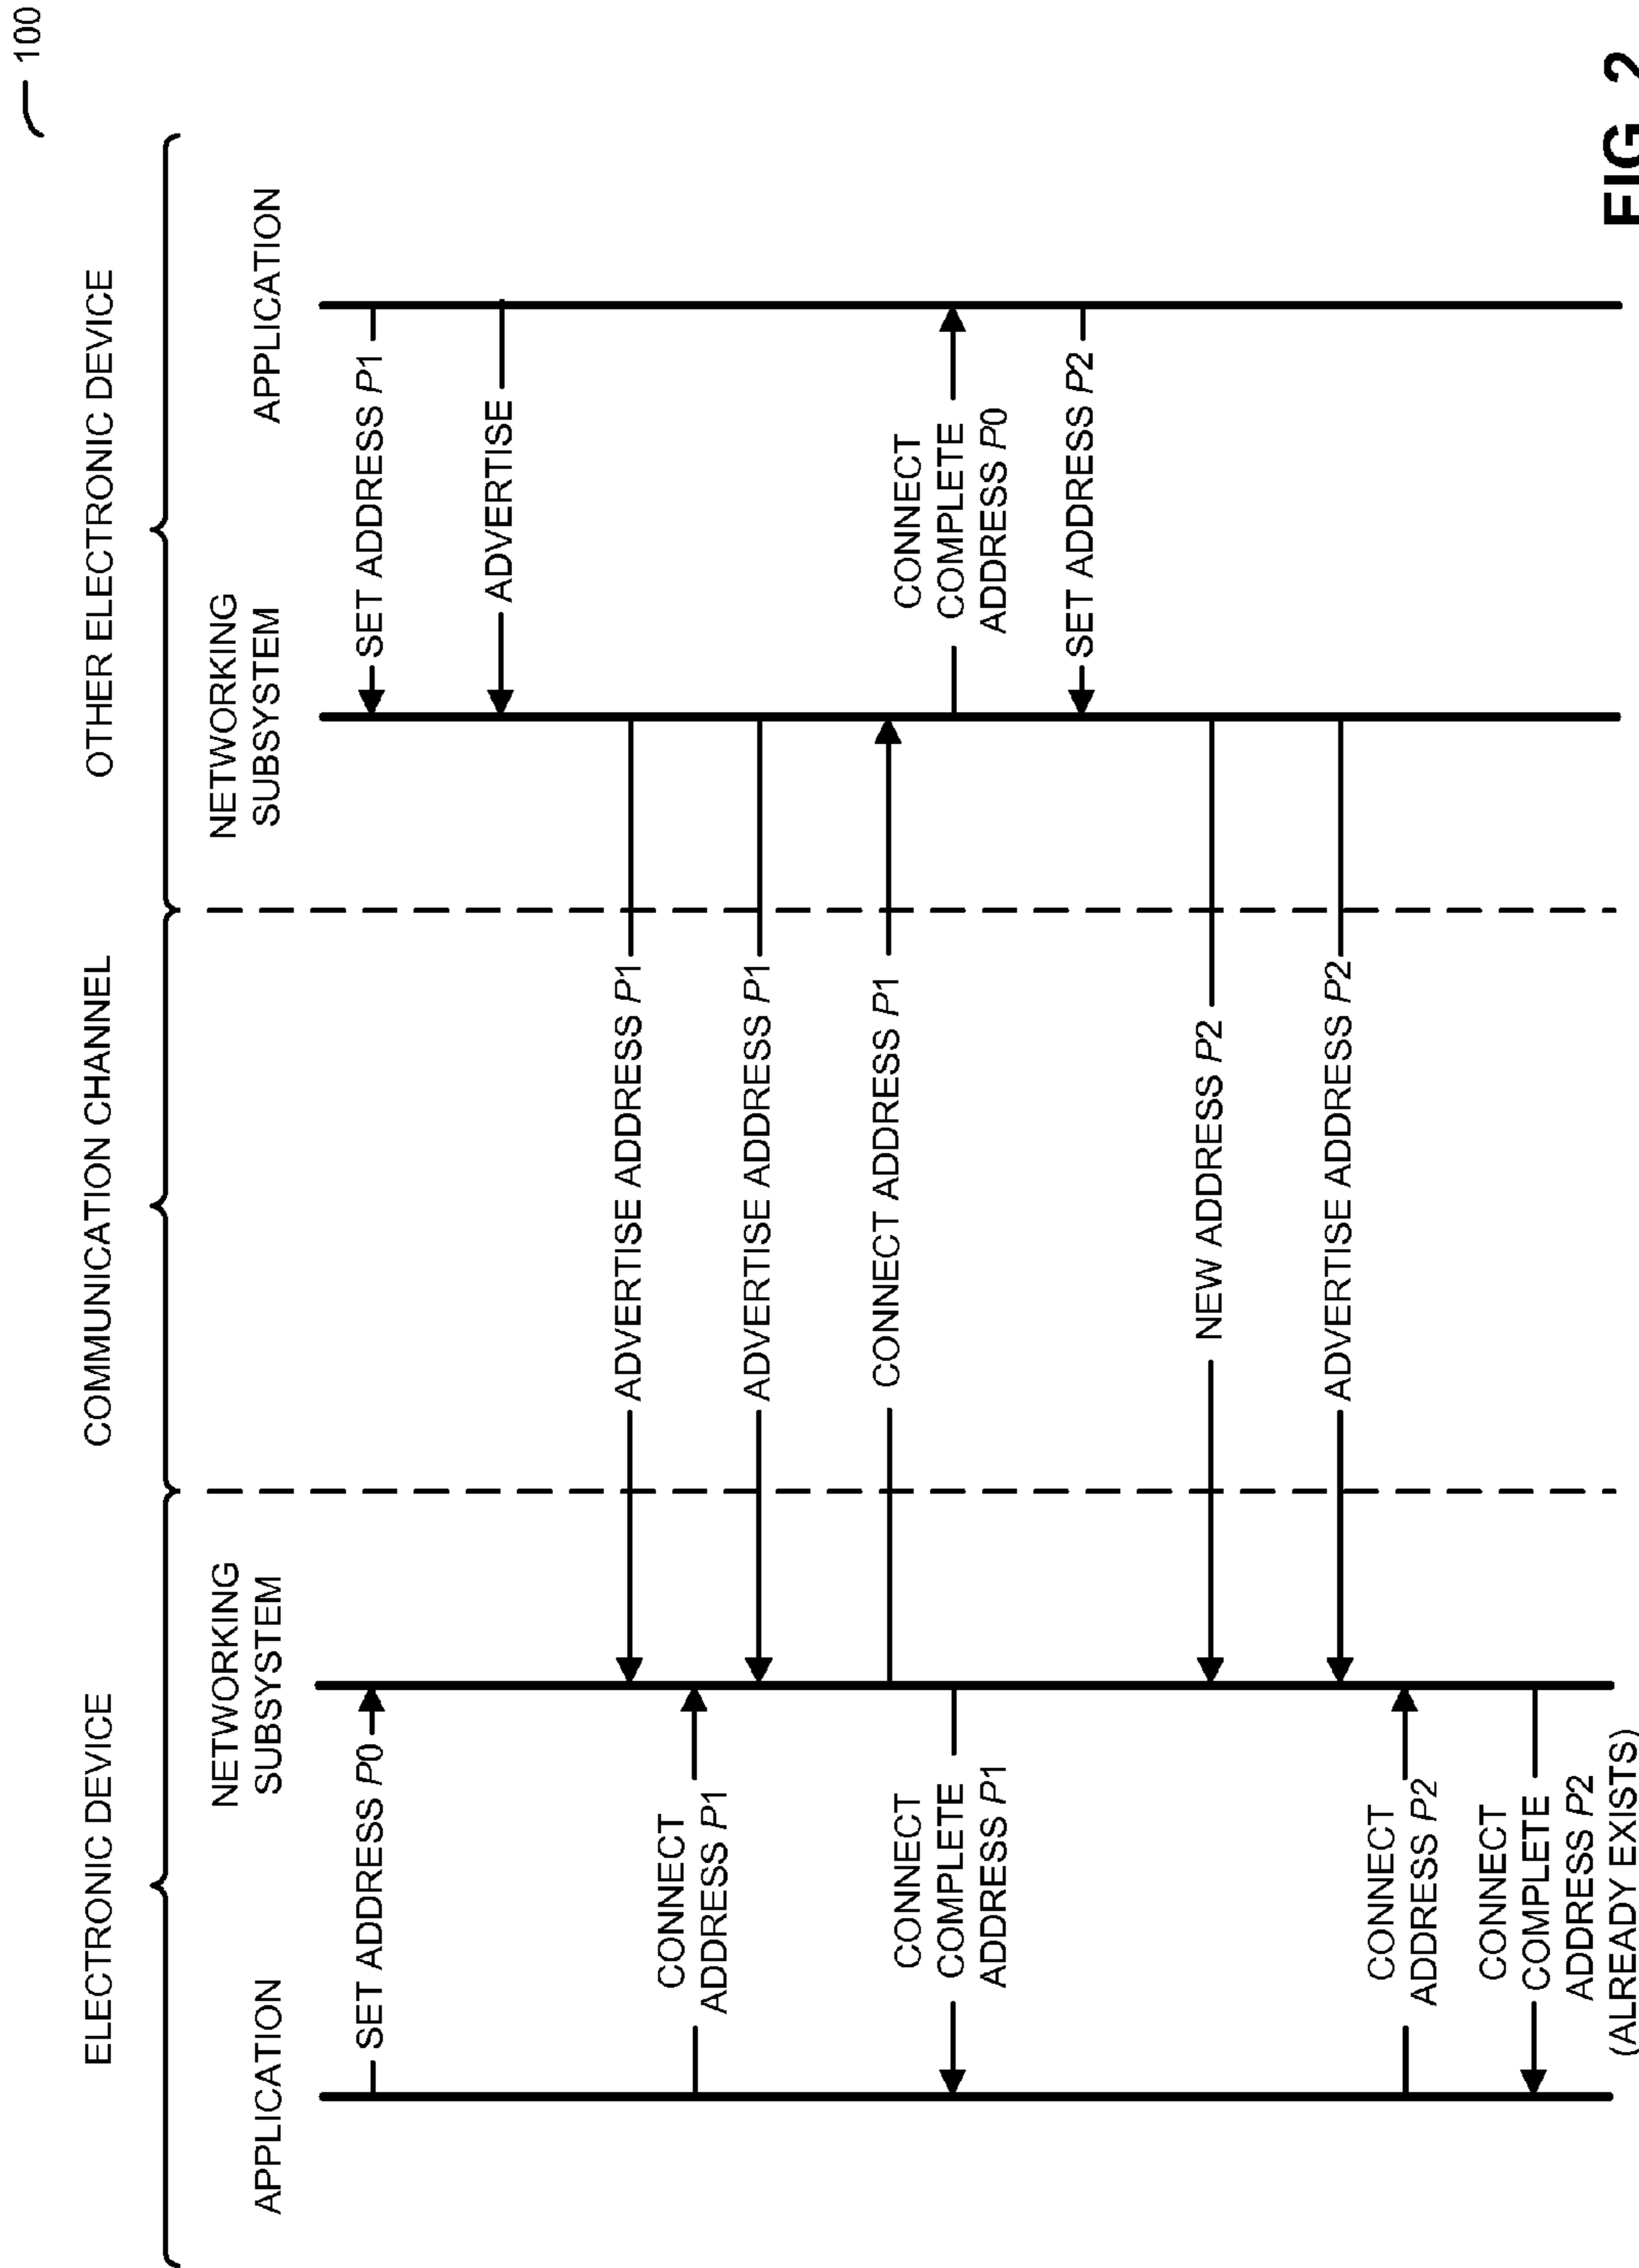 100
ELECTRONIC DEVICE
COMMUNICATION CHANNEL
OTHER ELECTRONIC DEVICE
APPLICATION
NETWORKING
SUBSYSTEM
NETWORKING
SUBSYSTEM
APPLICATION
SET ADDRESS P0
SET ADDRESS P1
ADVERTISE
ADVERTISE ADDRESS P1
CONNECT
ADDRESS P1
ADVERTISE ADDRESS P1
CONNECT ADDRESS P1
CONNECT
COMPLETE
ADDRESS P1
CONNECT
COMPLETE
ADDRESS P0
SET ADDRESS P2
NEW ADDRESS P2
ADVERTISE ADDRESS P2
CONNECT
ADDRESS P2
CONNECT
COMPLETE
ADDRESS P2
(ALREADY EXISTS)
FIG. 2